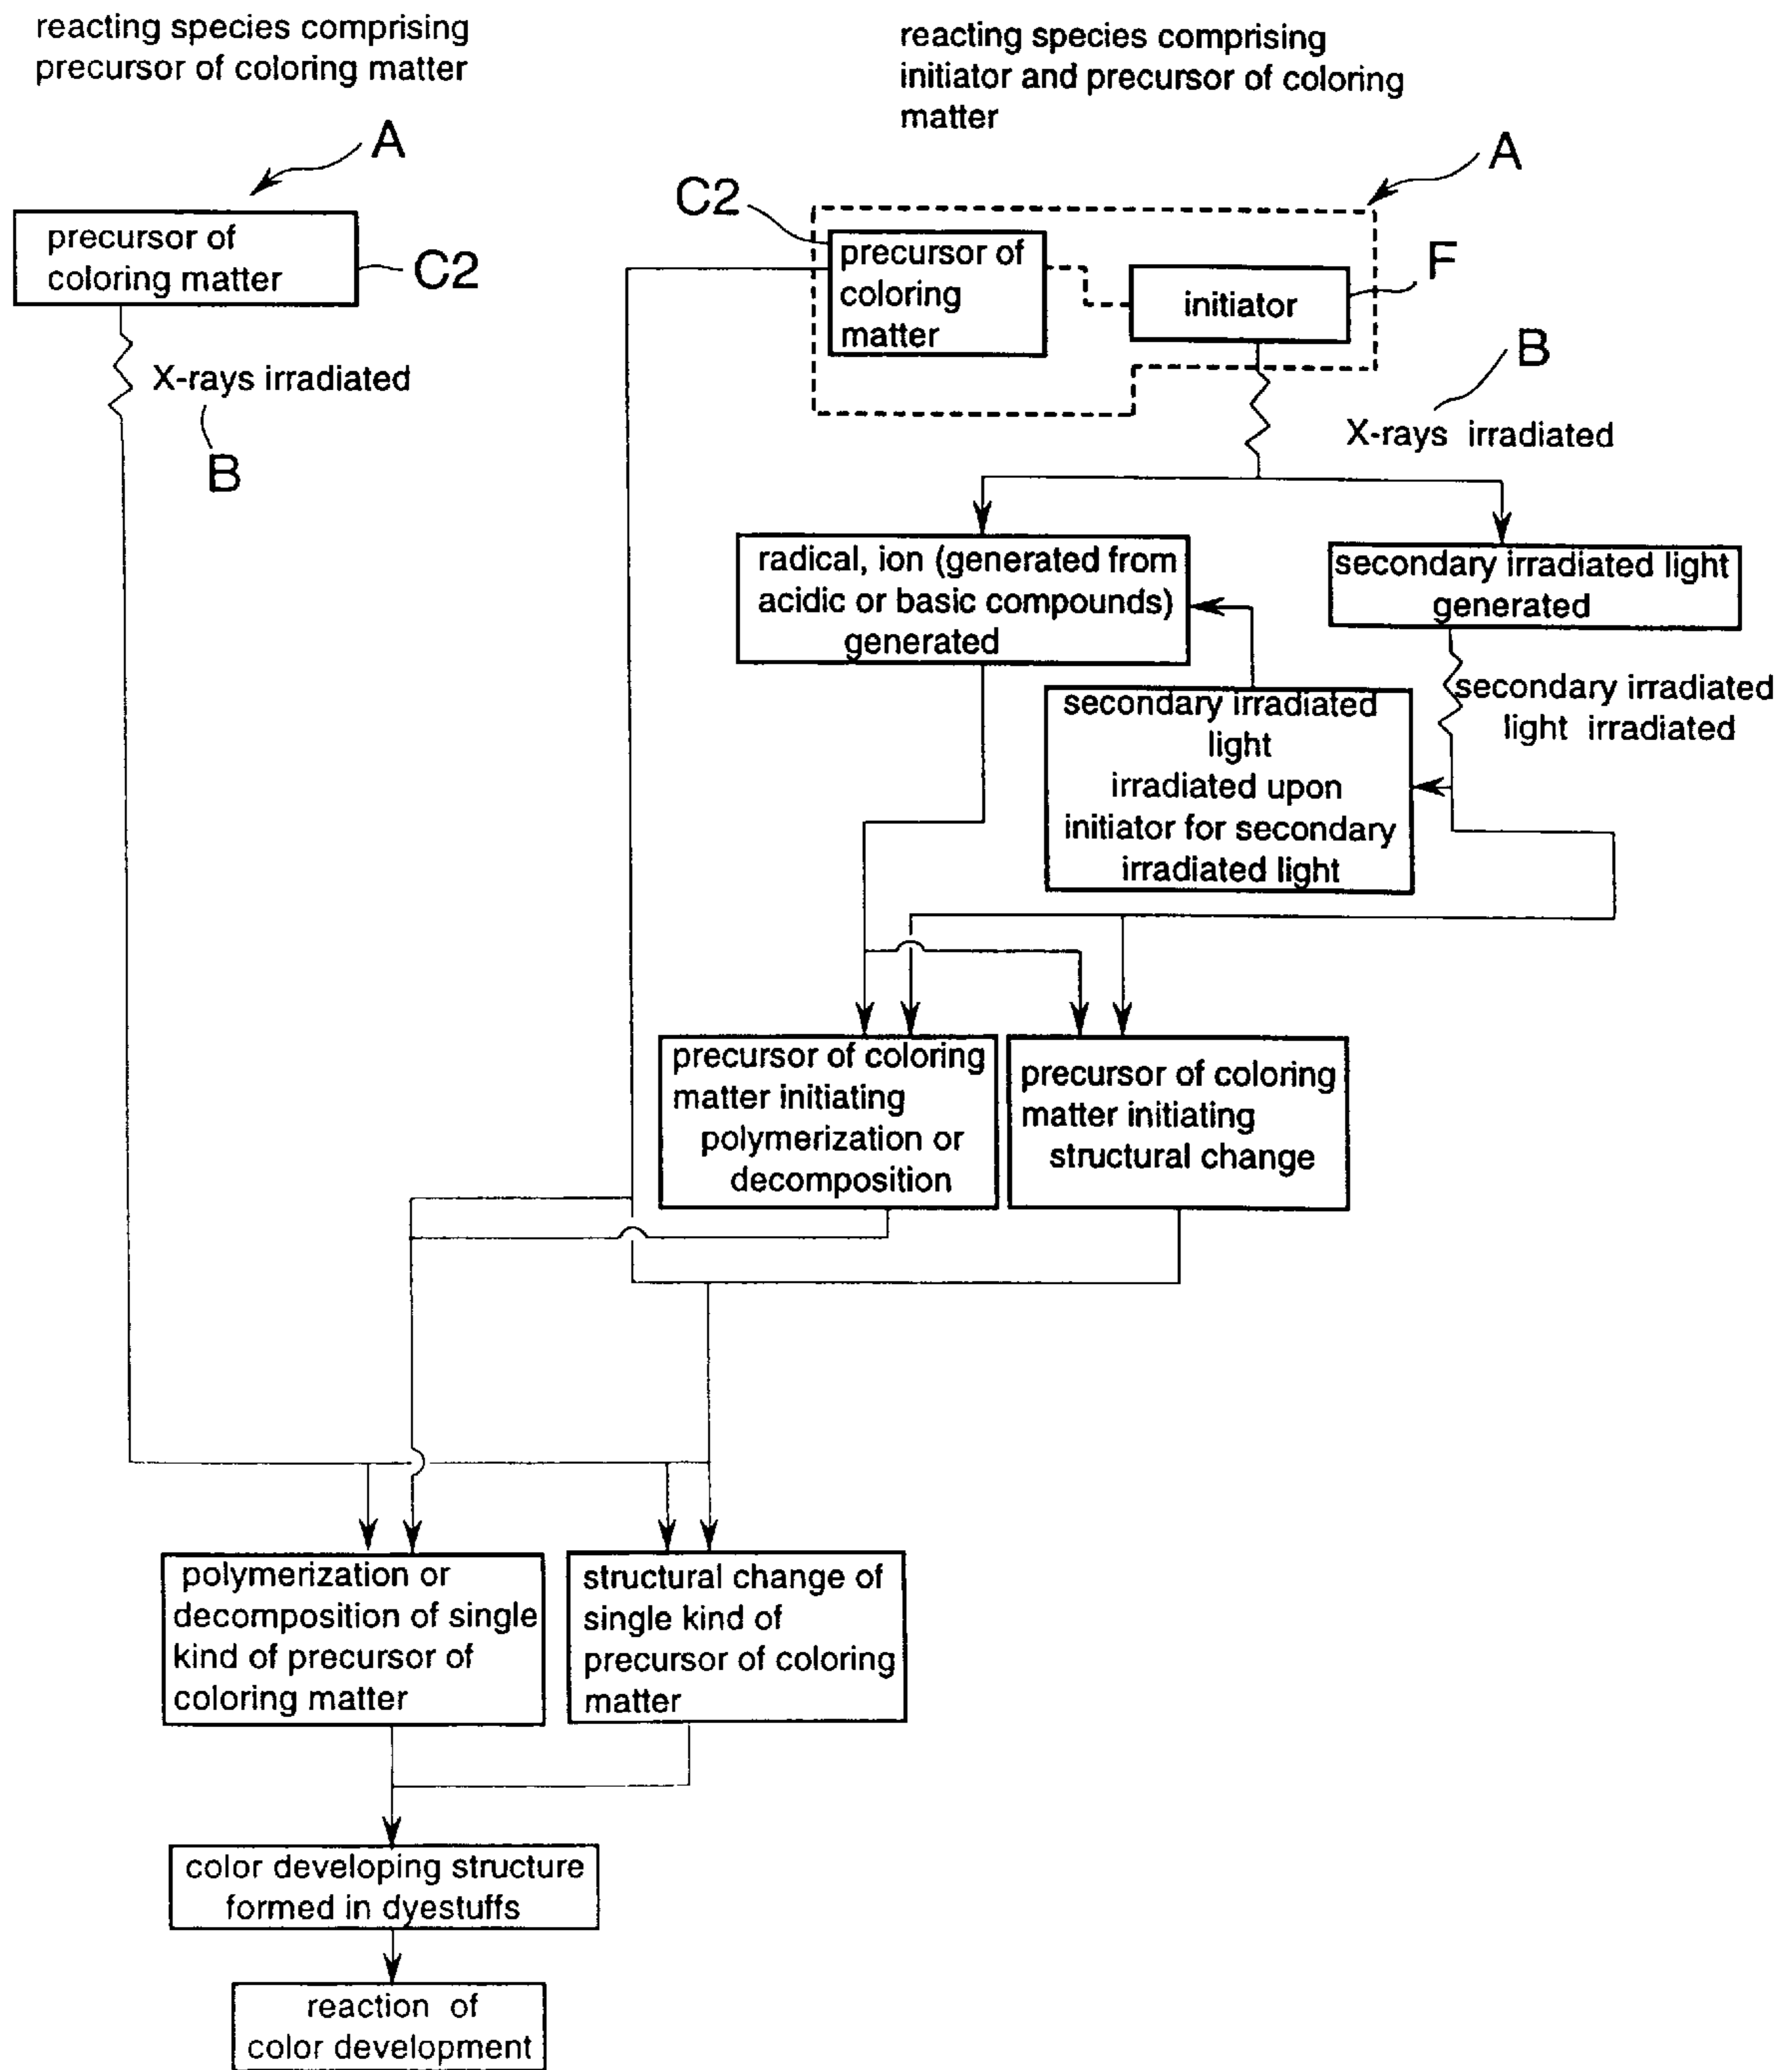 reacting species comprising
precursor of coloring matter
A
precursor of
coloring matter
C2
X-rays irradiated
B
reacting species comprising
initiator and precursor of coloring
matter
A
C2
precursor of
coloring
matter
initiator
F
B
X-rays irradiated
radical, ion (generated from
acidic or basic compounds)
generated
secondary irradiated light
generated
secondary irradiated
light irradiated
secondary irradiated
light
irradiated upon
initiator for secondary
irradiated light
precursor of coloring
matter initiating
polymerization or
decomposition
precursor of coloring
matter initiating
structural change
polymerization or
decomposition of single
kind of precursor of
coloring matter
structural change of
single kind of
precursor of coloring
matter
color developing structure
formed in dyestuffs
reaction of
color development